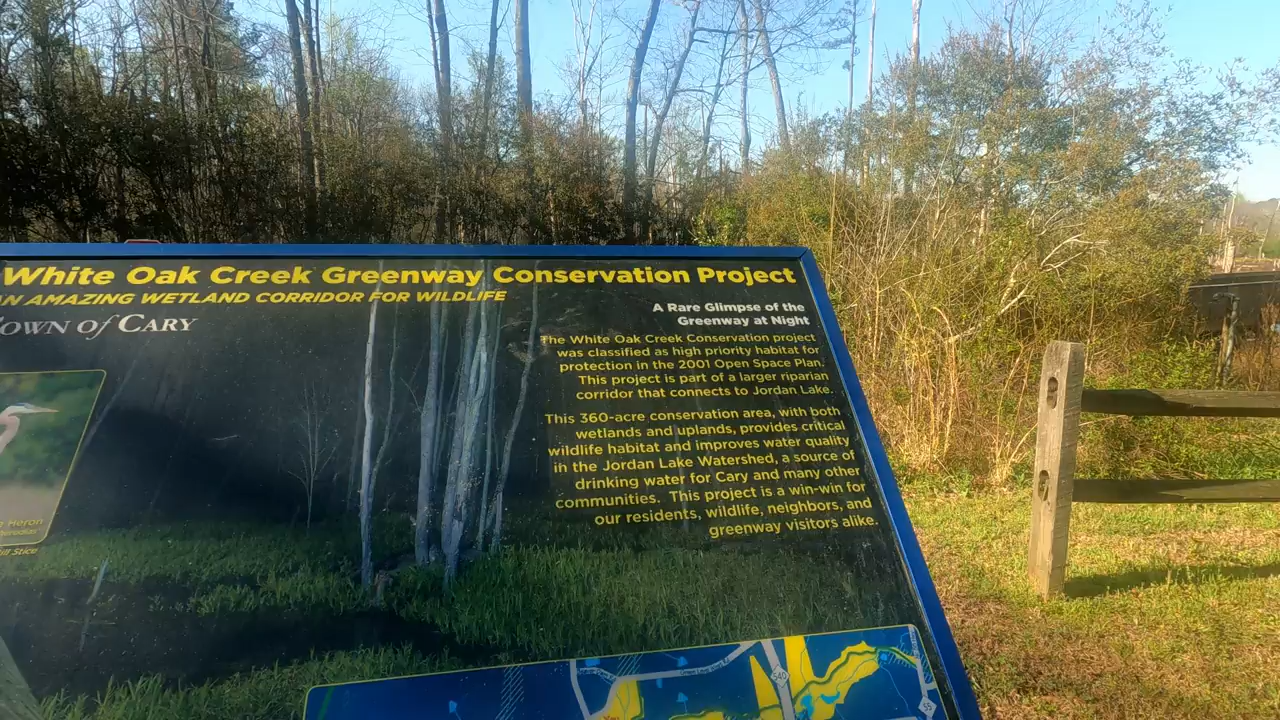 White Oak Creek Greenway Conservation Project
AN AMAZING WETLAND CORRIDOR FOR WILDLIFE
TOWN of CARY
A Rare Glimpse of the
Greenway at Night
The White Oak Creek Conservation project
was classified as high priority habitat for
protection in the 2001 Open Space Plan.
This project is part of a larger riparian
corridor that connects to Jordan Lake.
This 360-acre conservation area, with both
wetlands and uplands, provides critical
wildlife habitat and improves water quality
in the Jordan Lake Watershed, a source of
drinking water for Cary and many other
communities. This project is a win-win for
our residents, wildlife, neighbors, and
greenway visitors alike.
Heron
Stice
540
55